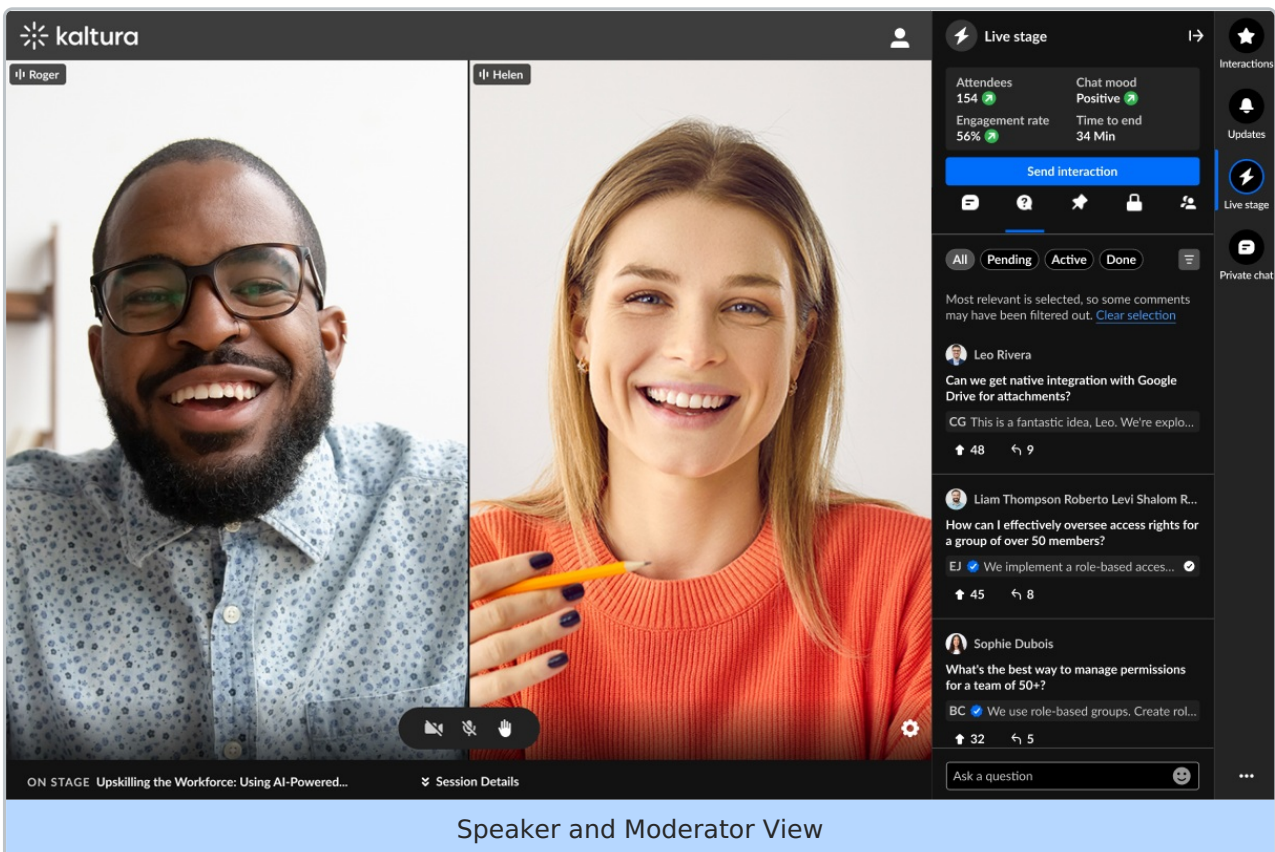 kaltura
Roger
Helen
Live stage
Attendees
154
Chat mood
Positive
Engagement rate
56%
Time to end
34 Min
Send interaction
All
Pending
Active
Done
Most relevant is selected, so some comments
may have been filtered out. Clear selection
Leo Rivera
Can we get native integration with Google
Drive for attachments?
CG This is a fantastic idea, Leo. We're explo...
48
9
Liam Thompson Roberto Levi Shalom R...
How can I effectively oversee access rights for
a group of over 50 members?
EJ We implement a role-based acces...
45
8
Sophie Dubois
What's the best way to manage permissions
for a team of 50+?
BC We use role-based groups. Create rol...
32
5
Ask a question
Interactions
Updates
Live stage
Private chat
ON STAGE Upskilling the Workforce: Using AI-Powered...
Session Details
Speaker and Moderator View